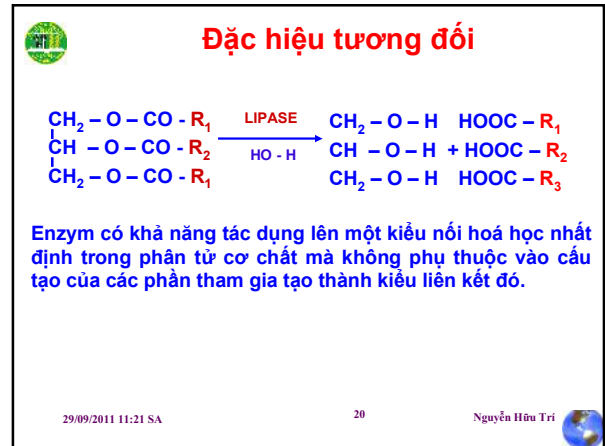 Đặc hiệu tương đối
CH₂ – O – CO - R₁ LIPASE CH₂ – O – H HOOC – R₁
CH – O – CO - R₂ HO - H CH – O – H + HOOC – R₂
CH₂ – O – CO - R₁ CH₂ – O – H HOOC – R₃
Enzym có khả năng tác dụng lên một kiểu nối hoá học nhất
định trong phân tử cơ chất mà không phụ thuộc vào cấu
tạo của các phần tham gia tạo thành kiểu liên kết đó.
29/09/2011 11:21 SA 20 Nguyễn Hữu Trí